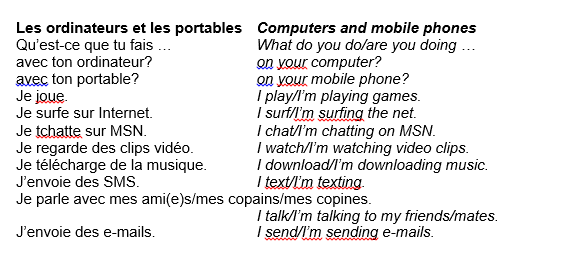 Les ordinateurs et les portables Computers and mobile phones
Qu'est-ce que tu fais … What do you do/are you doing …
avec ton ordinateur? on your computer?
avec ton portable? on your mobile phone?
Je joue. I play/I'm playing games.
Je surfe sur Internet. I surf/I'm surfing the net.
Je tchatte sur MSN. I chat/I'm chatting on MSN.
Je regarde des clips vidéo. I watch/I'm watching video clips.
Je télécharge de la musique. I download/I'm downloading music.
J'envoie des SMS. I text/I'm texting.
Je parle avec mes ami(e)s/mes copains/mes copines.
I talk/I'm talking to my friends/mates.
J'envoie des e-mails. I send/I'm sending e-mails.